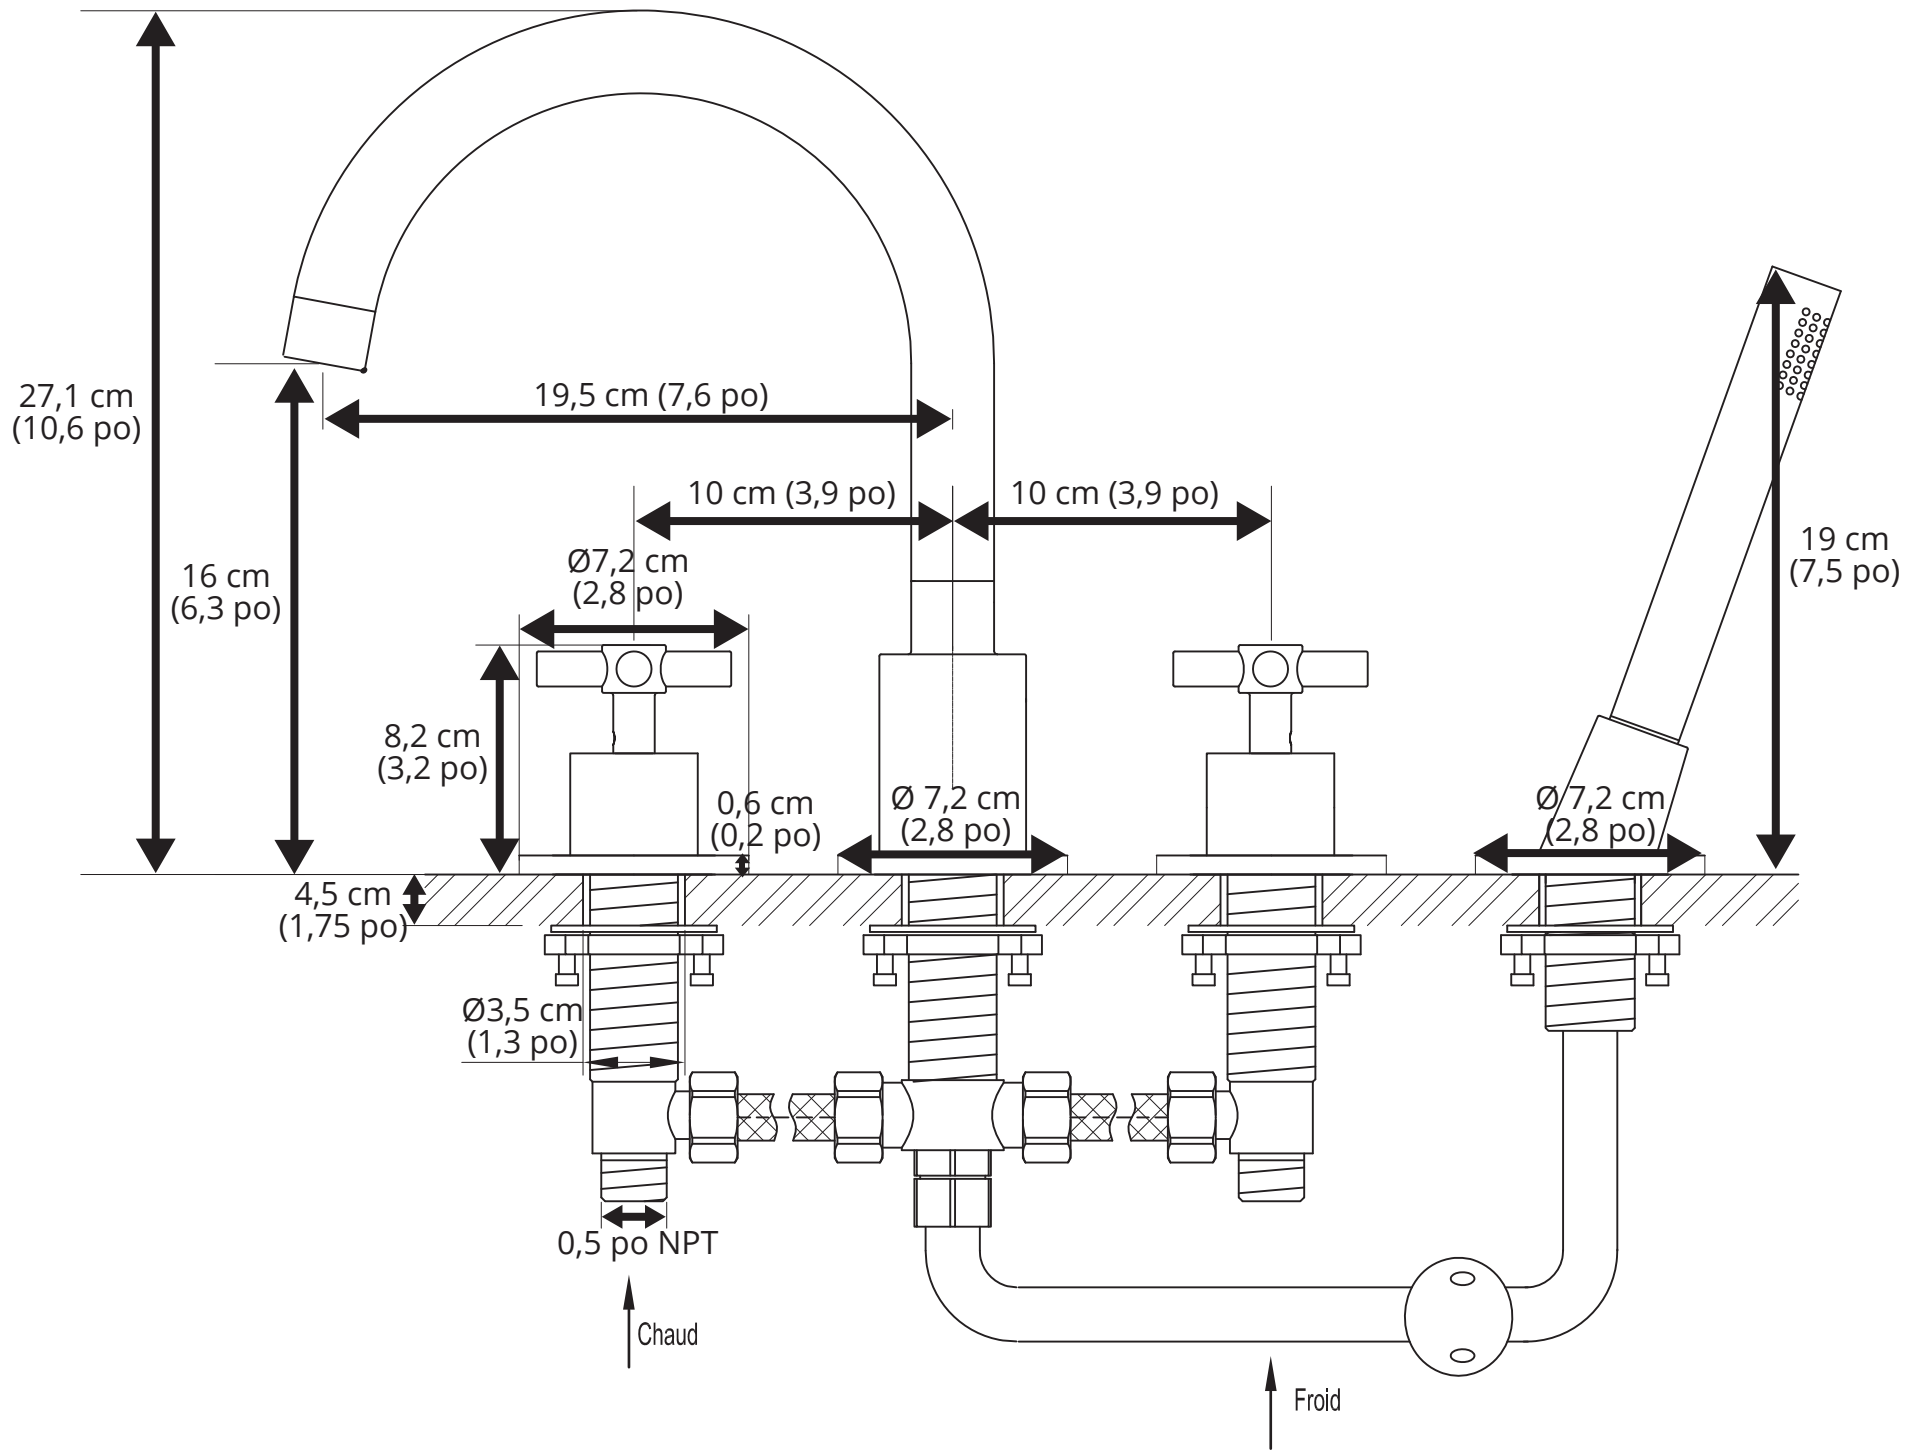 27,1 cm
(10,6 po)
19,5 cm (7,6 po)
10 cm (3,9 po)
10 cm (3,9 po)
16 cm
(6,3 po)
Ø7,2 cm
(2,8 po)
19 cm
(7,5 po)
8,2 cm
(3,2 po)
0,6 cm
(0,2 po)
Ø 7,2 cm
(2,8 po)
Ø 7,2 cm
(2,8 po)
4,5 cm
(1,75 po)
Ø3,5 cm
(1,3 po)
0,5 po NPT
Chaud
Froid